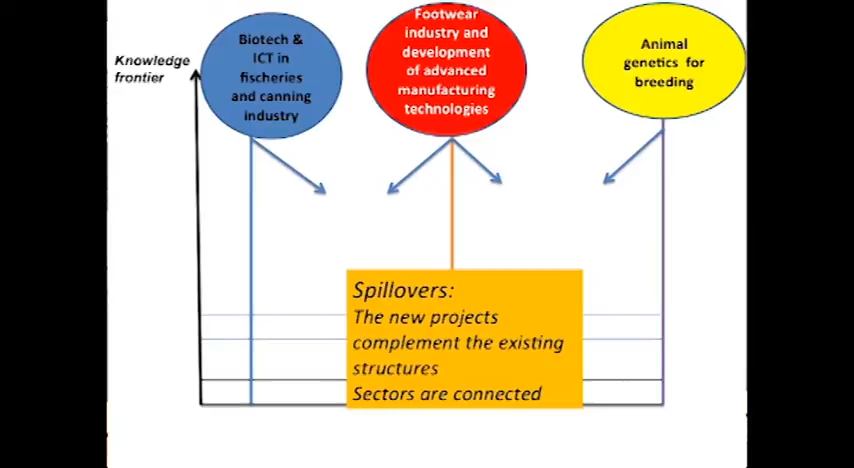 Knowledge
frontier
Biotech &
ICT in
fischeries
and canning
industry
Footwear
industry and
development
of advanced
manufacturing
technologies
Animal
genetics for
breeding
Spillovers:
The new projects
complement the existing
structures
Sectors are connected